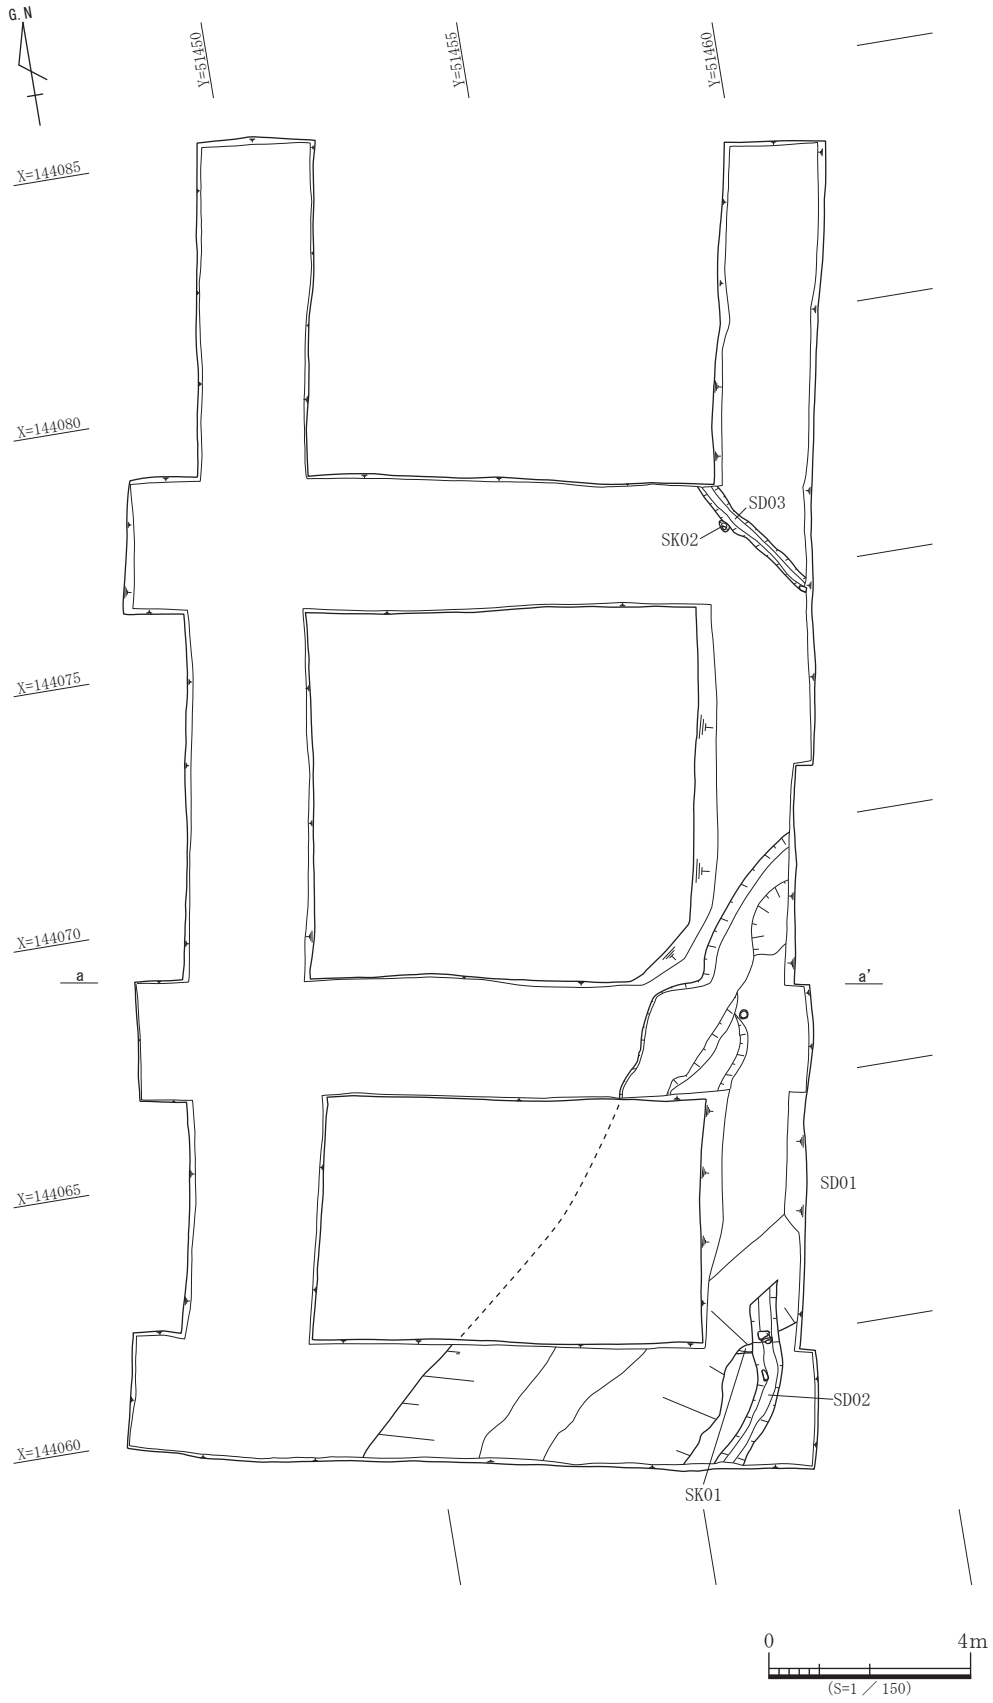 G.N
Y=51450
Y=51455
Y=51460
X=144085
X=144080
SD03
SK02
X=144075
X=144070
a
a'
X=144065
SD01
SD02
X=144060
SK01
0 4m
(S=1／150)